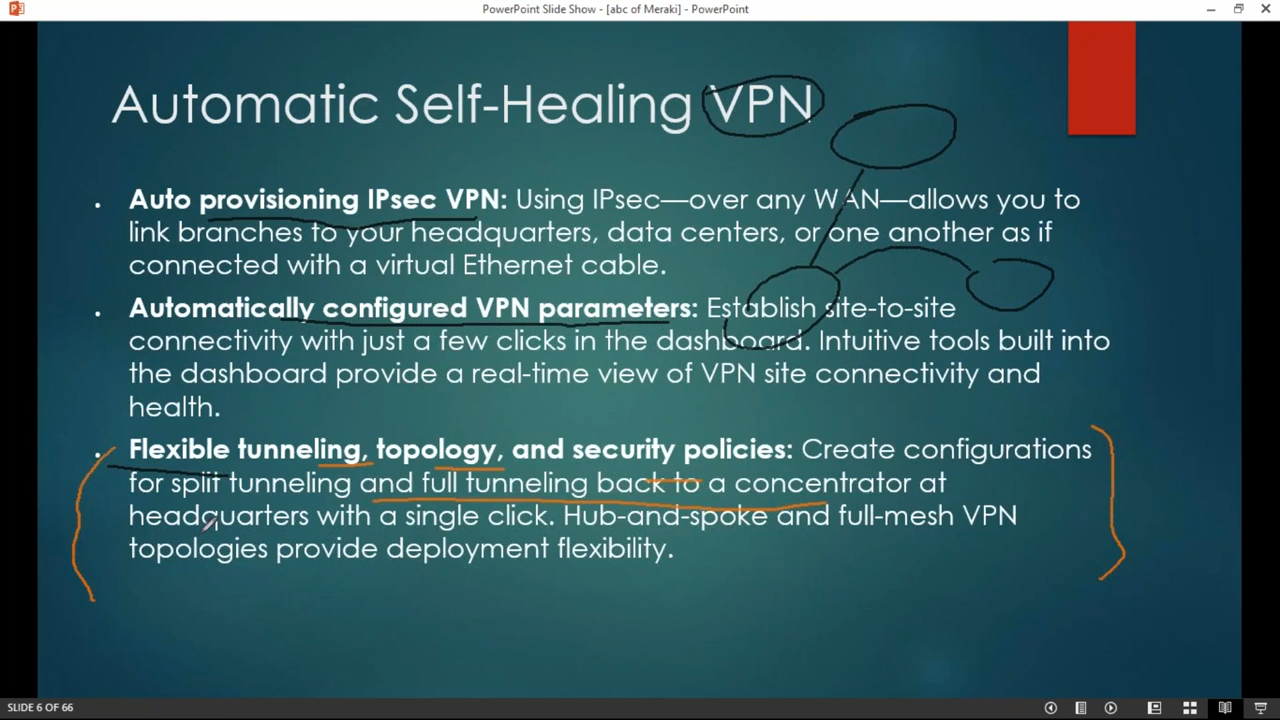 PowerPoint Slide Show - [abc of Meraki] - PowerPoint
Automatic Self-Healing VPN
Auto provisioning IPsec VPN: Using IPsec—over any WAN—allows you to
link branches to your headquarters, data centers, or one another as if
connected with a virtual Ethernet cable.
Automatically configured VPN parameters: Establish site-to-site
connectivity with just a few clicks in the dashboard. Intuitive tools built into
the dashboard provide a real-time view of VPN site connectivity and
health.
Flexible tunneling, topology, and security policies: Create configurations
for split tunneling and full tunneling back to a concentrator at
headquarters with a single click. Hub-and-spoke and full-mesh VPN
topologies provide deployment flexibility.
SLIDE 6 OF 66